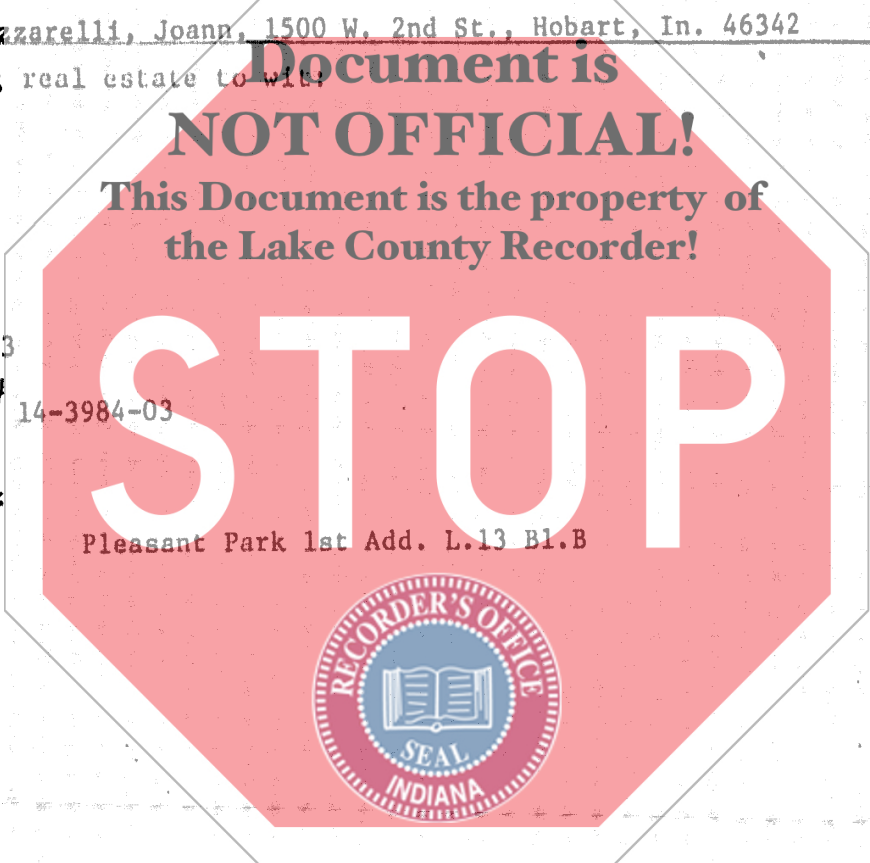 zzarelli, Joann, 1500 W. 2nd St., Hobart, In. 46342
real estate to wit:
Document is
NOT OFFICIAL!
This Document is the property of
the Lake County Recorder!
3
14-3984-03
STOP
Pleasant Park 1st Add. L.13 Bl.B
RECORDER'S OFFICE
SEAL
INDIANA